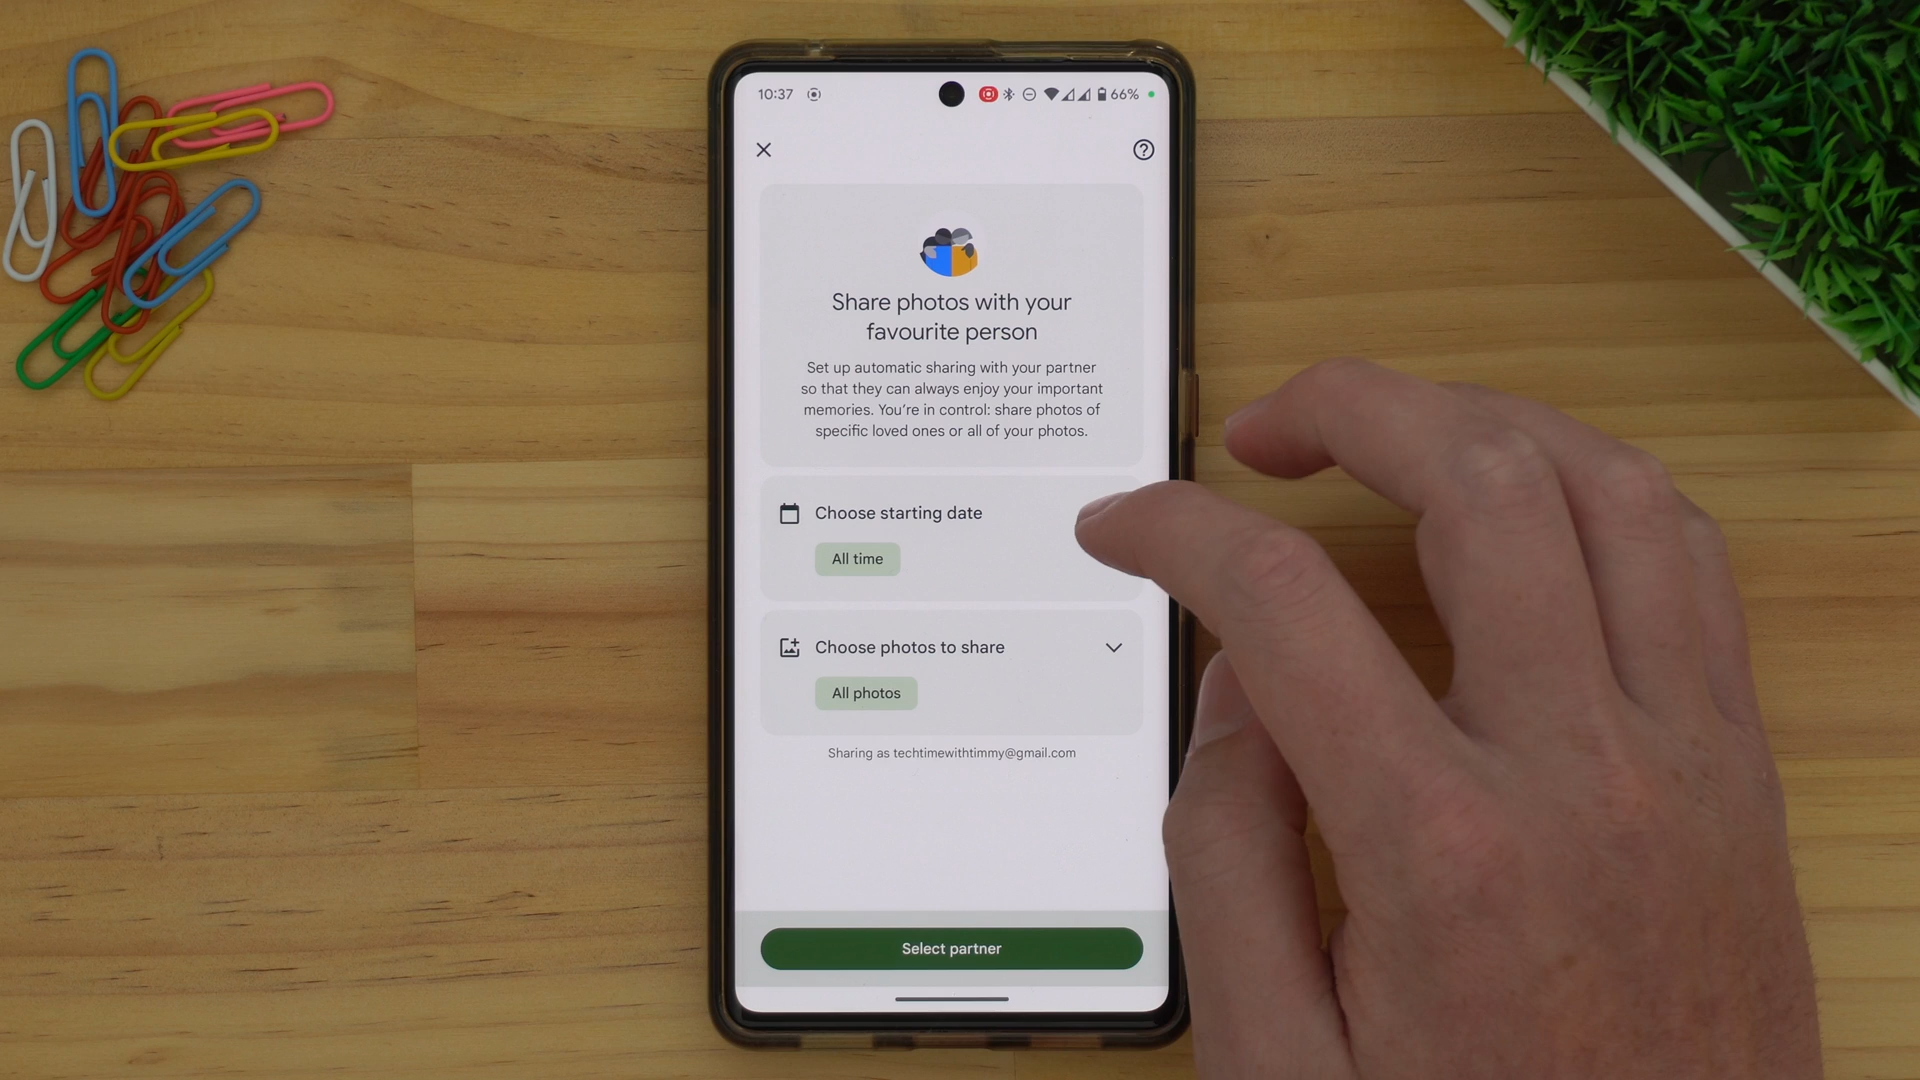 10:37
66%
Share photos with your
favourite person
Set up automatic sharing with your partner
so that they can always enjoy your important
memories. You're in control: share photos of
specific loved ones or all of your photos.
Choose starting date
All time
Choose photos to share
All photos
Sharing as techtimewithtimmy@gmail.com
Select partner